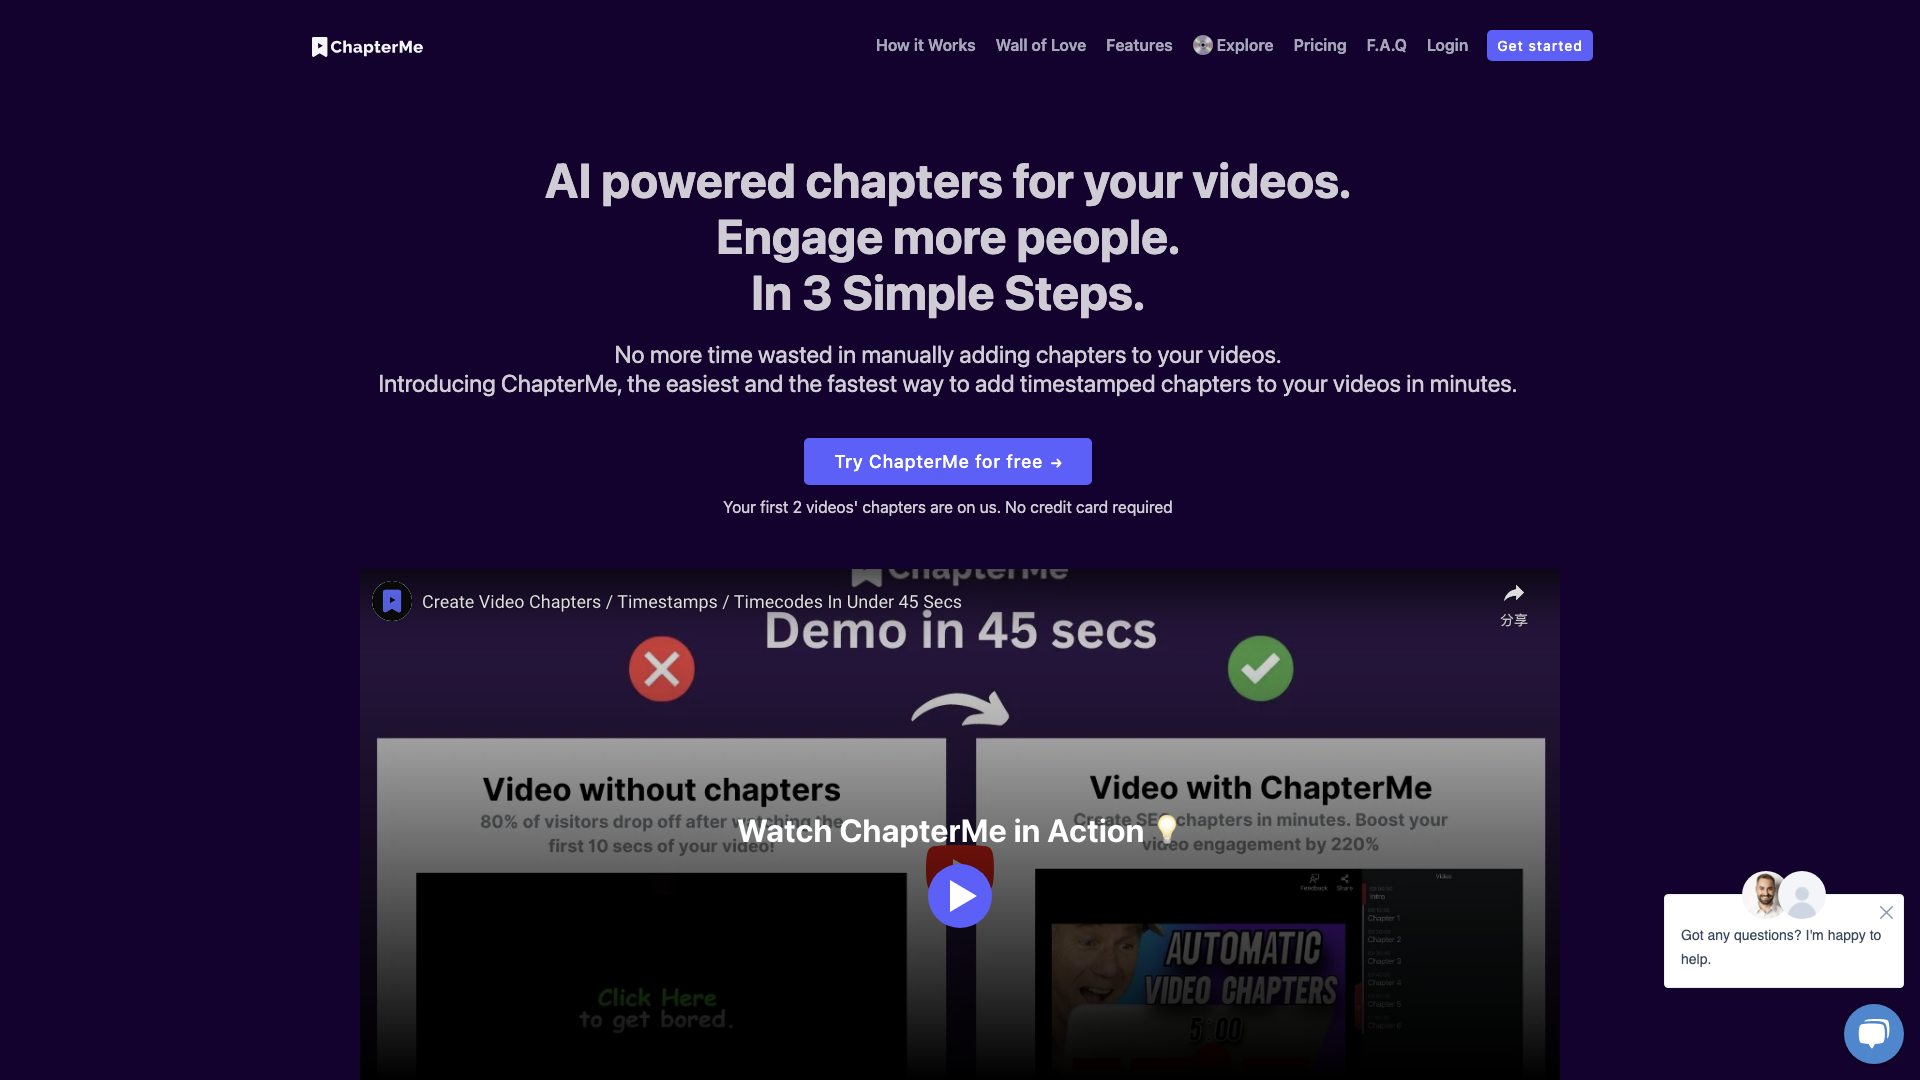 ChapterMe
How it Works
Wall of Love
Features
Explore
Pricing
F.A.Q
Login
Get started
AI powered chapters for your videos.
Engage more people.
In 3 Simple Steps.
No more time wasted in manually adding chapters to your videos.
Introducing ChapterMe, the easiest and the fastest way to add timestamped chapters to your videos in minutes.
Try ChapterMe for free →
Your first 2 videos' chapters are on us. No credit card required
ChapterMe
Create Video Chapters / Timestamps / Timecodes In Under 45 Secs
分享
Demo in 45 secs
Video without chapters
80% of visitors drop off after watching the
first 10 secs of your video!
Video with ChapterMe
Create SEO chapters in minutes. Boost your
video engagement by 220%
Watch ChapterMe in Action
Click Here
to get bored.
Feedback
Share
Video
Intro
Chapter 1
Chapter 2
Chapter 3
Chapter 4
Chapter 5
Chapter 6
AUTOMATIC
VIDEO CHAPTERS
5:00
Got any questions? I'm happy to
help.